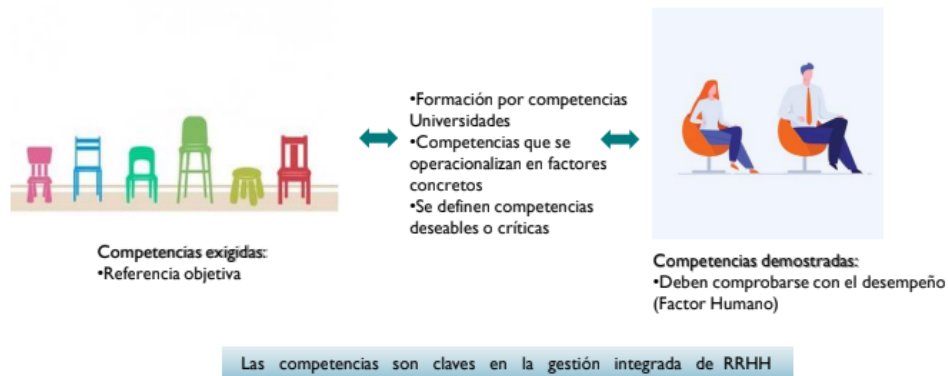 •Formación por competencias
Universidades
•Competencias que se
operacionalizan en factores
concretos
•Se definen competencias
deseables o críticas
Competencias exigidas:
•Referencia objetiva
Competencias demostradas:
•Deben comprobarse con el desempeño
(Factor Humano)
Las competencias son claves en la gestión integrada de RRHH